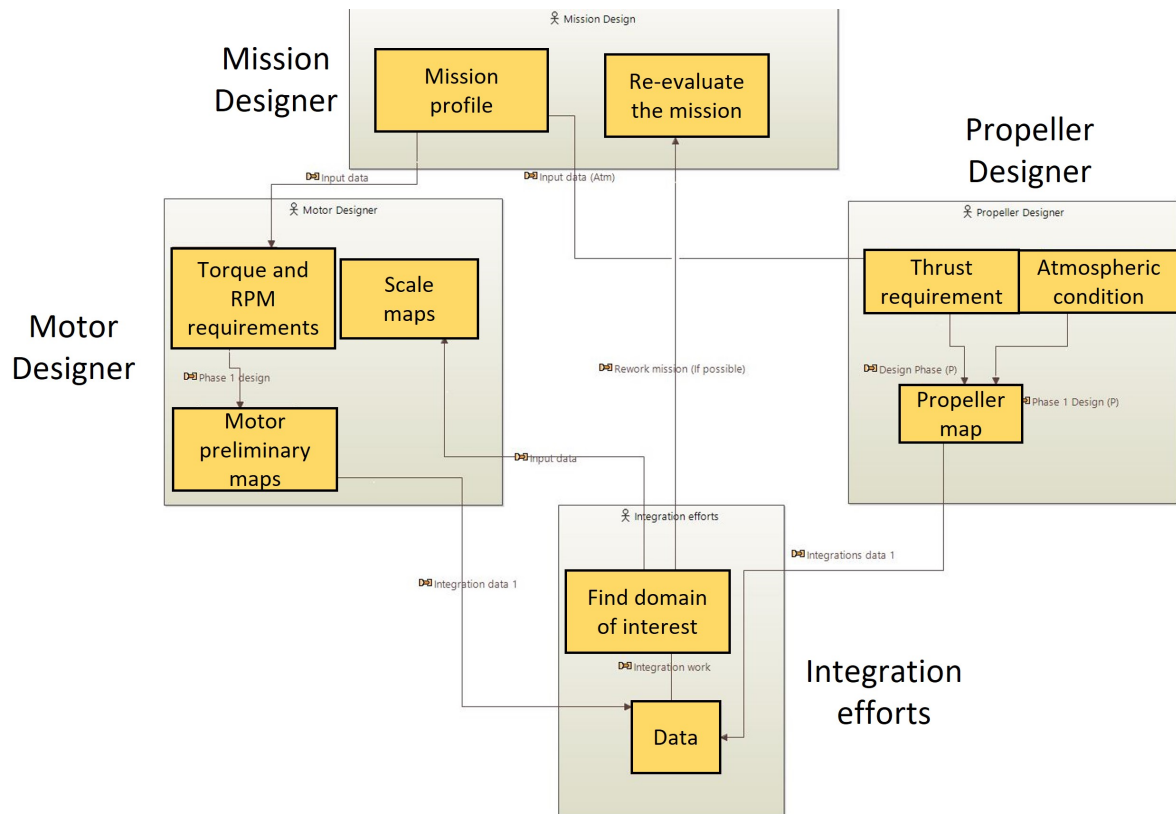 Mission Design
Mission
Designer
Mission
profile
Re-evaluate
the mission
Propeller
Designer
Input data
Input data (Atm)
Motor Designer
Propeller Designer
Torque and
RPM
requirements
Scale
maps
Thrust
requirement
Atmospheric
condition
Motor
Designer
Phase 1 design
Rework mission (If possible)
Design Phase (P)
Propeller
map
Phase 1 Design (P)
Motor
preliminary
maps
Input data
Integration efforts
Integration data 1
Integrations data 1
Find domain
of interest
Integration work
Integration
efforts
Data